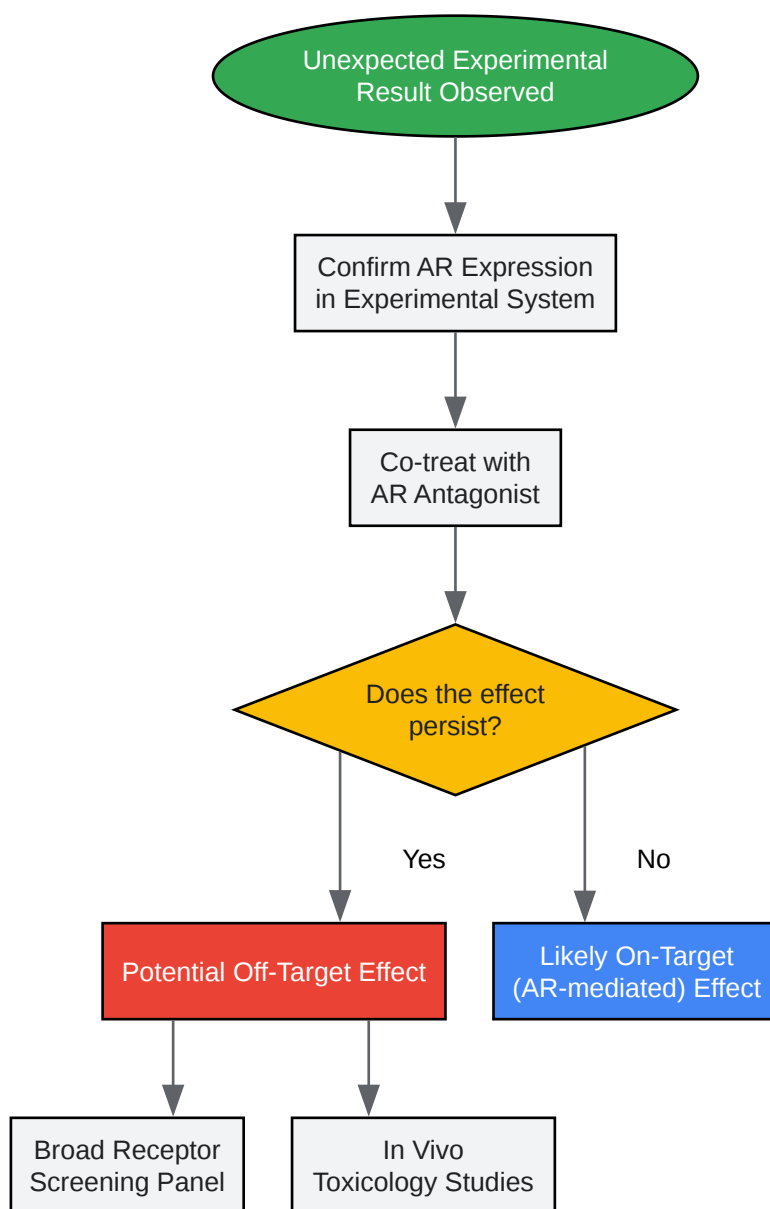 Unexpected Experimental
Result Observed
Confirm AR Expression
in Experimental System
Co-treat with
AR Antagonist
Does the effect
persist?
Yes
No
Potential Off-Target Effect
Likely On-Target
(AR-mediated) Effect
Broad Receptor
Screening Panel
In Vivo
Toxicology Studies